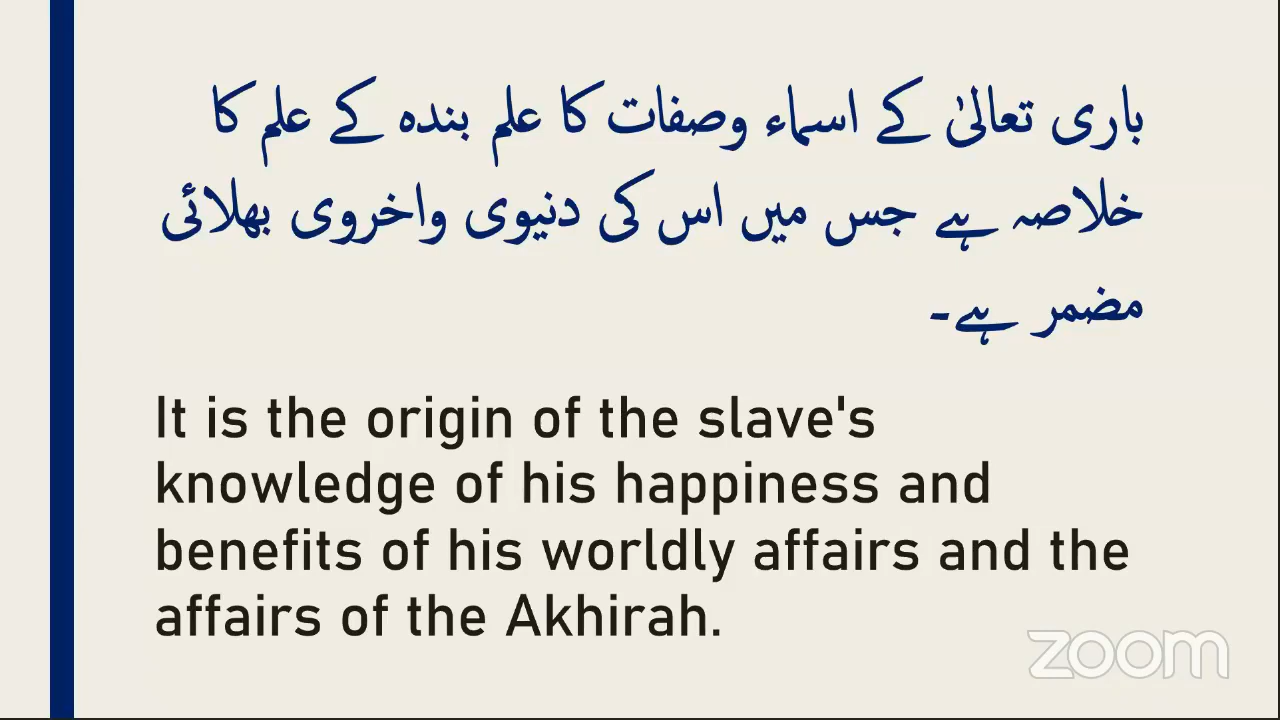 باری تعالیٰ کے اسماء وصفات کا علم بندہ کے علم کا
خلاصہ ہے جس میں اس کی دنیوی واخروی بھلائی
مضمر ہے۔
It is the origin of the slave's
knowledge of his happiness and
benefits of his worldly affairs and the
affairs of the Akhirah.
zoom